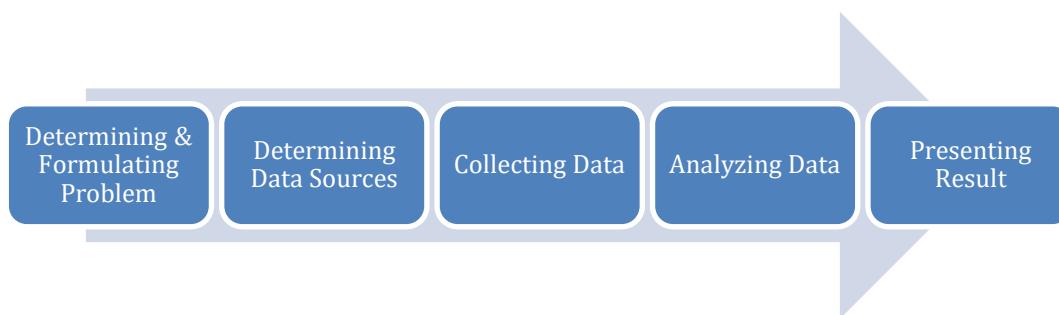 Determining &
Formulating
Problem
Determining
Data Sources
Collecting Data
Analyzing Data
Presenting
Result